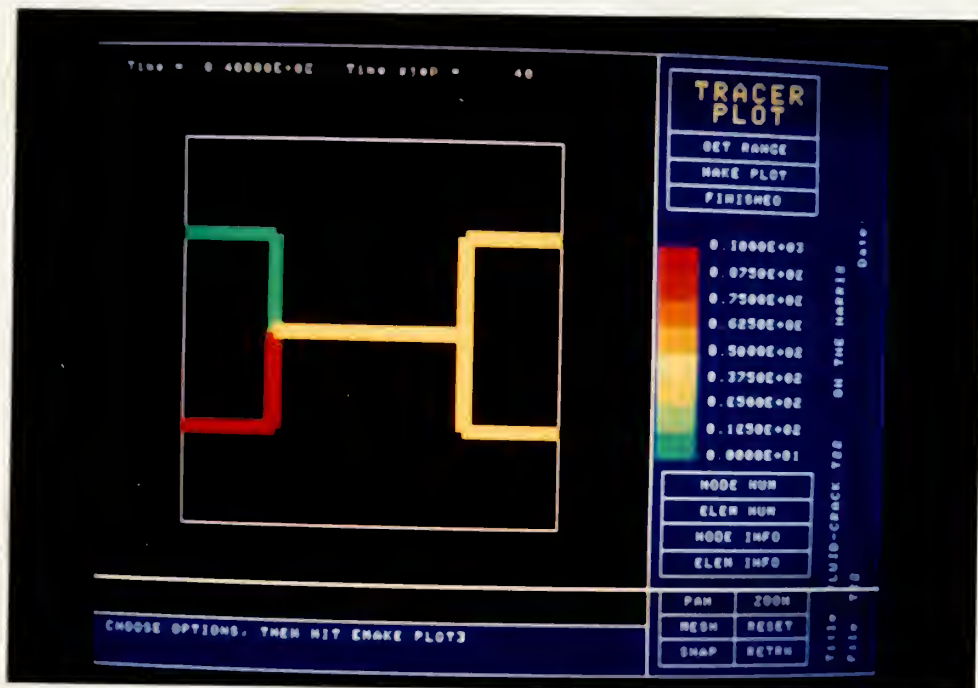 Time = 0.40000E+02 Time step = 40
TRACER
PLOT
SET RANGE
MAKE PLOT
FINISHED
0.1000E+03
0.8750E+02
0.7500E+02
0.6250E+02
0.5000E+02
0.3750E+02
0.2500E+02
0.1250E+02
0.0000E+01
NODE NUM
ELEM NUM
NODE INFO
ELEM INFO
PAN ZOOM
MESH RESET
SNAP RETRN
CHOOSE OPTIONS, THEN HIT [MAKE PLOT]
Title FLUID-CRACK T22 ON THE HARRIS
File T22 Date: